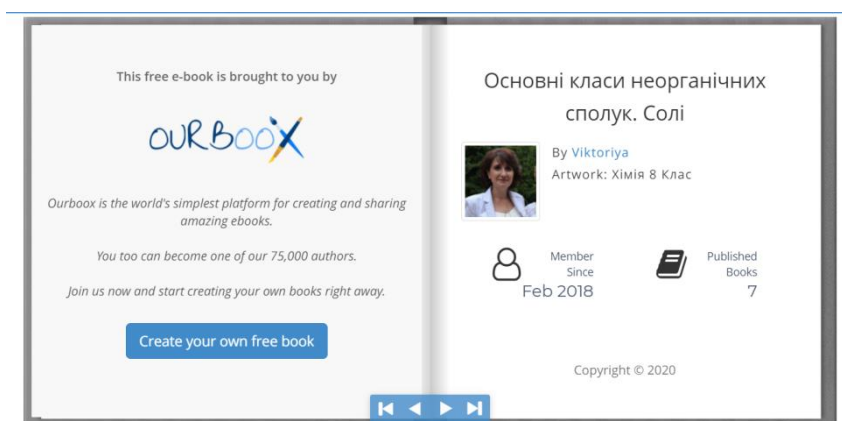 This free e-book is brought to you by
OURBOOX
Ourboox is the world's simplest platform for creating and sharing
amazing ebooks.
You too can become one of our 75,000 authors.
Join us now and start creating your own books right away.
Create your own free book
Основні класи неорганічних
сполук. Солі
By Viktoriya
Artwork: Хімія 8 Клас
Member
Since
Feb 2018
Published
Books
7
Copyright © 2020